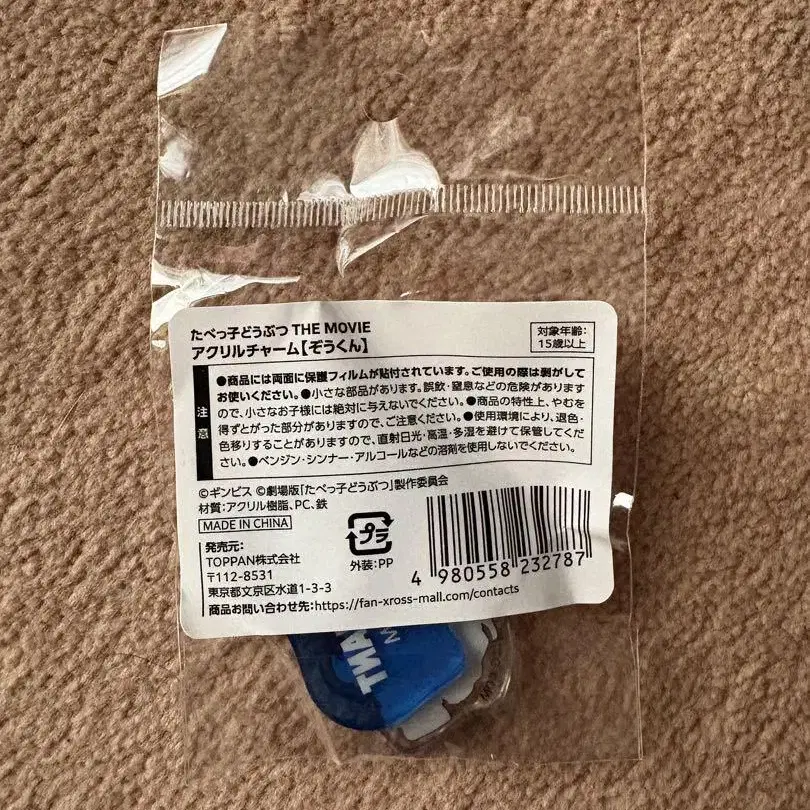 たべっ子どうぶつ THE MOVIE
アクリルチャーム【ぞうくん】
対象年齢:
15歳以上
注意
●商品には両面に保護フィルムが貼付されています。ご使用の際は剥がして
お使いください。●小さな部品があります。誤飲・窒息などの危険があります
ので、小さなお子様には絶対に与えないでください。●商品の特性上、やむを
得ずとがった部分がありますので、ご注意ください。●使用環境により、退色・
色移りすることがありますので、直射日光・高温・多湿を避けて保管してくだ
さい。●ベンジン・シンナー・アルコールなどの溶剤を使用しないでください。
©ギンビス ©劇場版「たべっ子どうぶつ」製作委員会
材質:アクリル樹脂、PC、鉄
MADE IN CHINA
発売元:
TOPPAN株式会社
〒112-8531
東京都文京区水道1-3-3
商品お問い合わせ先:https://fan-xross-mall.com/contacts
プラ
外装:PP
4 980558 232787